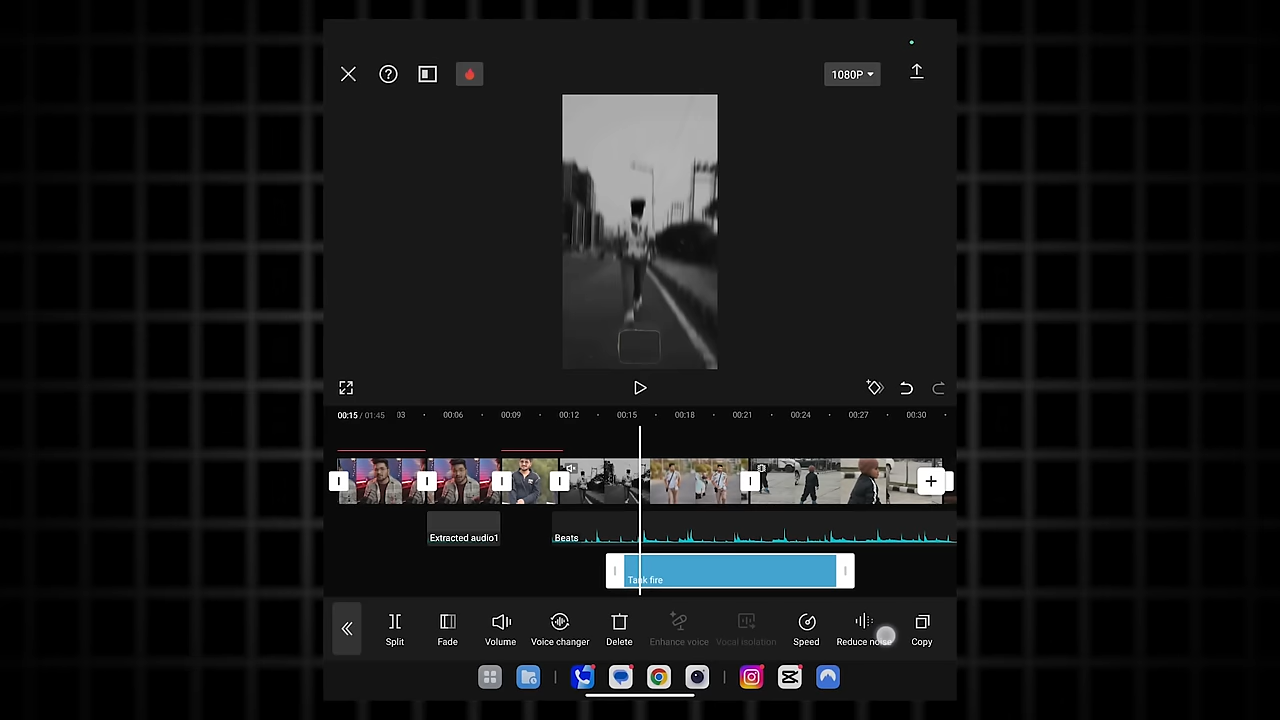 1080P
00:15 / 01:45 03 00:06 00:09 00:12 00:15 00:18 00:21 00:24 00:27 00:30
Extracted audio1 Beats
Tank fire
Split Fade Volume Voice changer Delete Enhance voice Vocal isolation Speed Reduce noise Copy